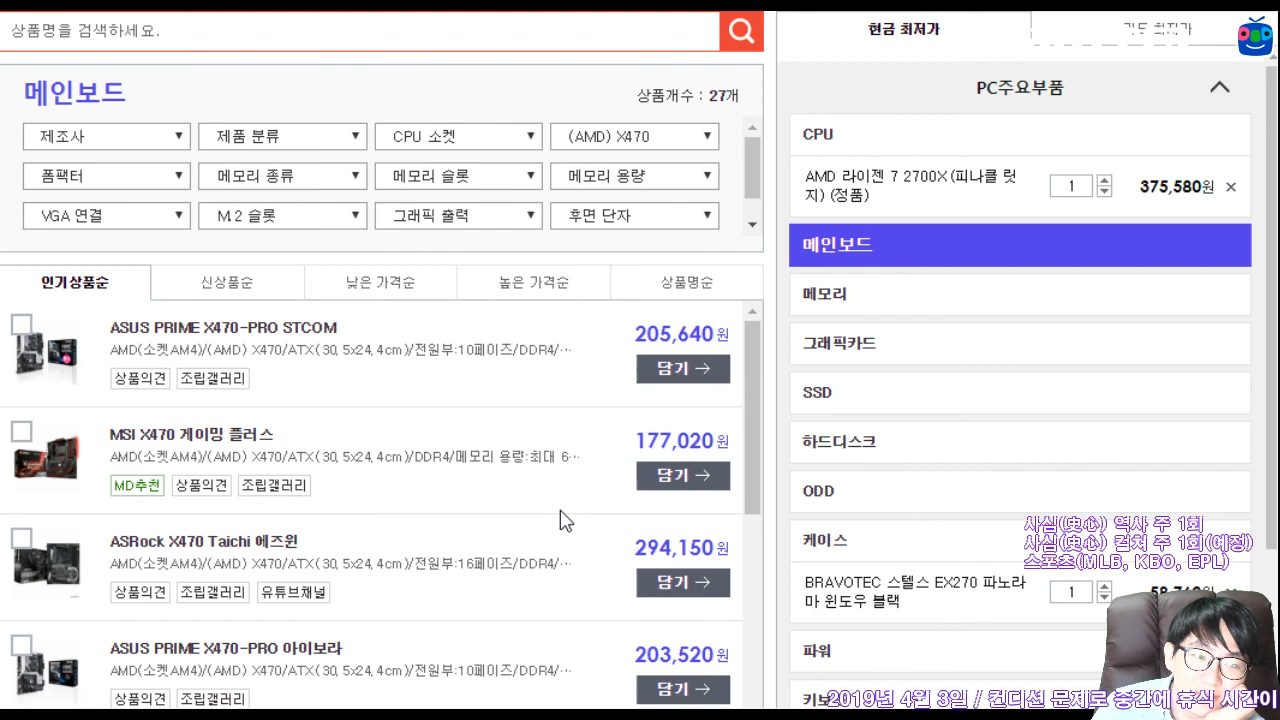 상품명을 검색하세요.
메인보드
상품개수 : 27개
제조사
제품 분류
CPU 소켓
(AMD) X470
폼팩터
메모리 종류
메모리 슬롯
메모리 용량
VGA 연결
M.2 슬롯
그래픽 출력
후면 단자
인기상품순
신상품순
낮은 가격순
높은 가격순
상품명순
ASUS PRIME X470-PRO STCOM
AMD(소켓AM4)/(AMD) X470/ATX(30.5x24.4cm)/전원부:10페이즈/DDR4/…
상품의견
조립갤러리
205,640원
담기 →
MSI X470 게이밍 플러스
AMD(소켓AM4)/(AMD) X470/ATX(30.5x24.4cm)/DDR4/메모리 용량:최대 6…
MD추천
상품의견
조립갤러리
177,020원
담기 →
ASRock X470 Taichi 에즈윈
AMD(소켓AM4)/(AMD) X470/ATX(30.5x24.4cm)/전원부:16페이즈/DDR4/…
상품의견
조립갤러리
유튜브채널
294,150원
담기 →
ASUS PRIME X470-PRO 아이보라
AMD(소켓AM4)/(AMD) X470/ATX(30.5x24.4cm)/전원부:10페이즈/DDR4/…
상품의견
조립갤러리
203,520원
담기 →
현금 최저가
PC주요부품
CPU
AMD 라이젠 7 2700X (피나클 릿
지) (정품)
1
375,580원
메인보드
메모리
그래픽카드
SSD
하드디스크
ODD
사심(史心) 역사 주 1회
케이스
사심(史心) 컬쳐 주 1회(예정)
스포츠(MLB, KBO, EPL)
BRAVOTEC 스텔스 EX270 파노라
마 윈도우 블랙
1
파워
2019년 4월 3일 / 컨디션 문제로 중간에 휴식 시간이